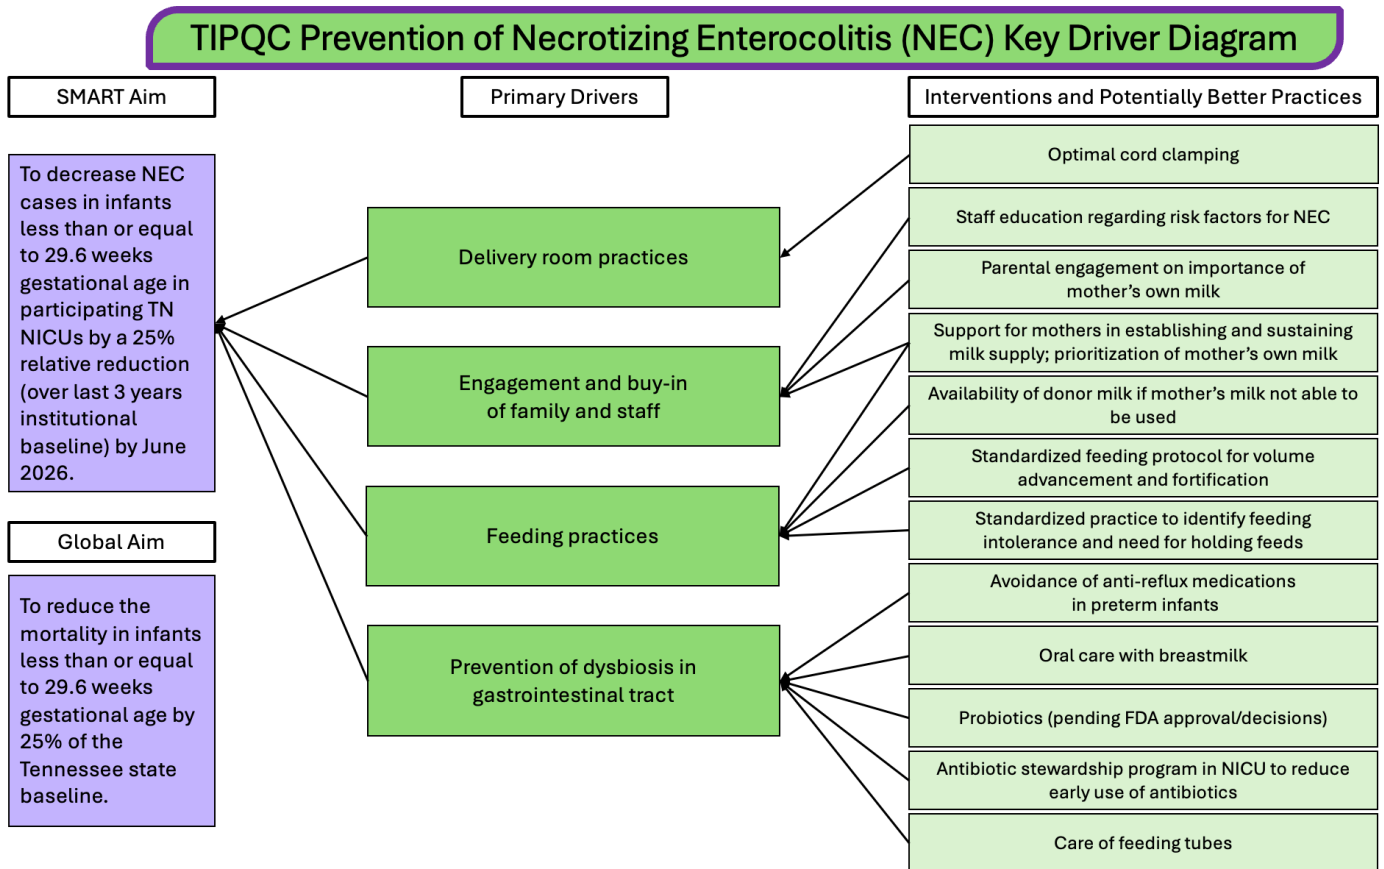 TIPQC Prevention of Necrotizing Enterocolitis (NEC) Key Driver Diagram
SMART Aim
To decrease NEC
cases in infants
less than or equal
to 29.6 weeks
gestational age in
participating TN
NICUs by a 25%
relative reduction
(over last 3 years
institutional
baseline) by June
2026.
Global Aim
To reduce the
mortality in infants
less than or equal
to 29.6 weeks
gestational age by
25% of the
Tennessee state
baseline.
Primary Drivers
Delivery room practices
Engagement and buy-in
of family and staff
Feeding practices
Prevention of dysbiosis in
gastrointestinal tract
Interventions and Potentially Better Practices
Optimal cord clamping
Staff education regarding risk factors for NEC
Parental engagement on importance of
mother’s own milk
Support for mothers in establishing and sustaining
milk supply; prioritization of mother’s own milk
Availability of donor milk if mother’s milk not able to
be used
Standardized feeding protocol for volume
advancement and fortification
Standardized practice to identify feeding
intolerance and need for holding feeds
Avoidance of anti-reflux medications
in preterm infants
Oral care with breastmilk
Probiotics (pending FDA approval/decisions)
Antibiotic stewardship program in NICU to reduce
early use of antibiotics
Care of feeding tubes